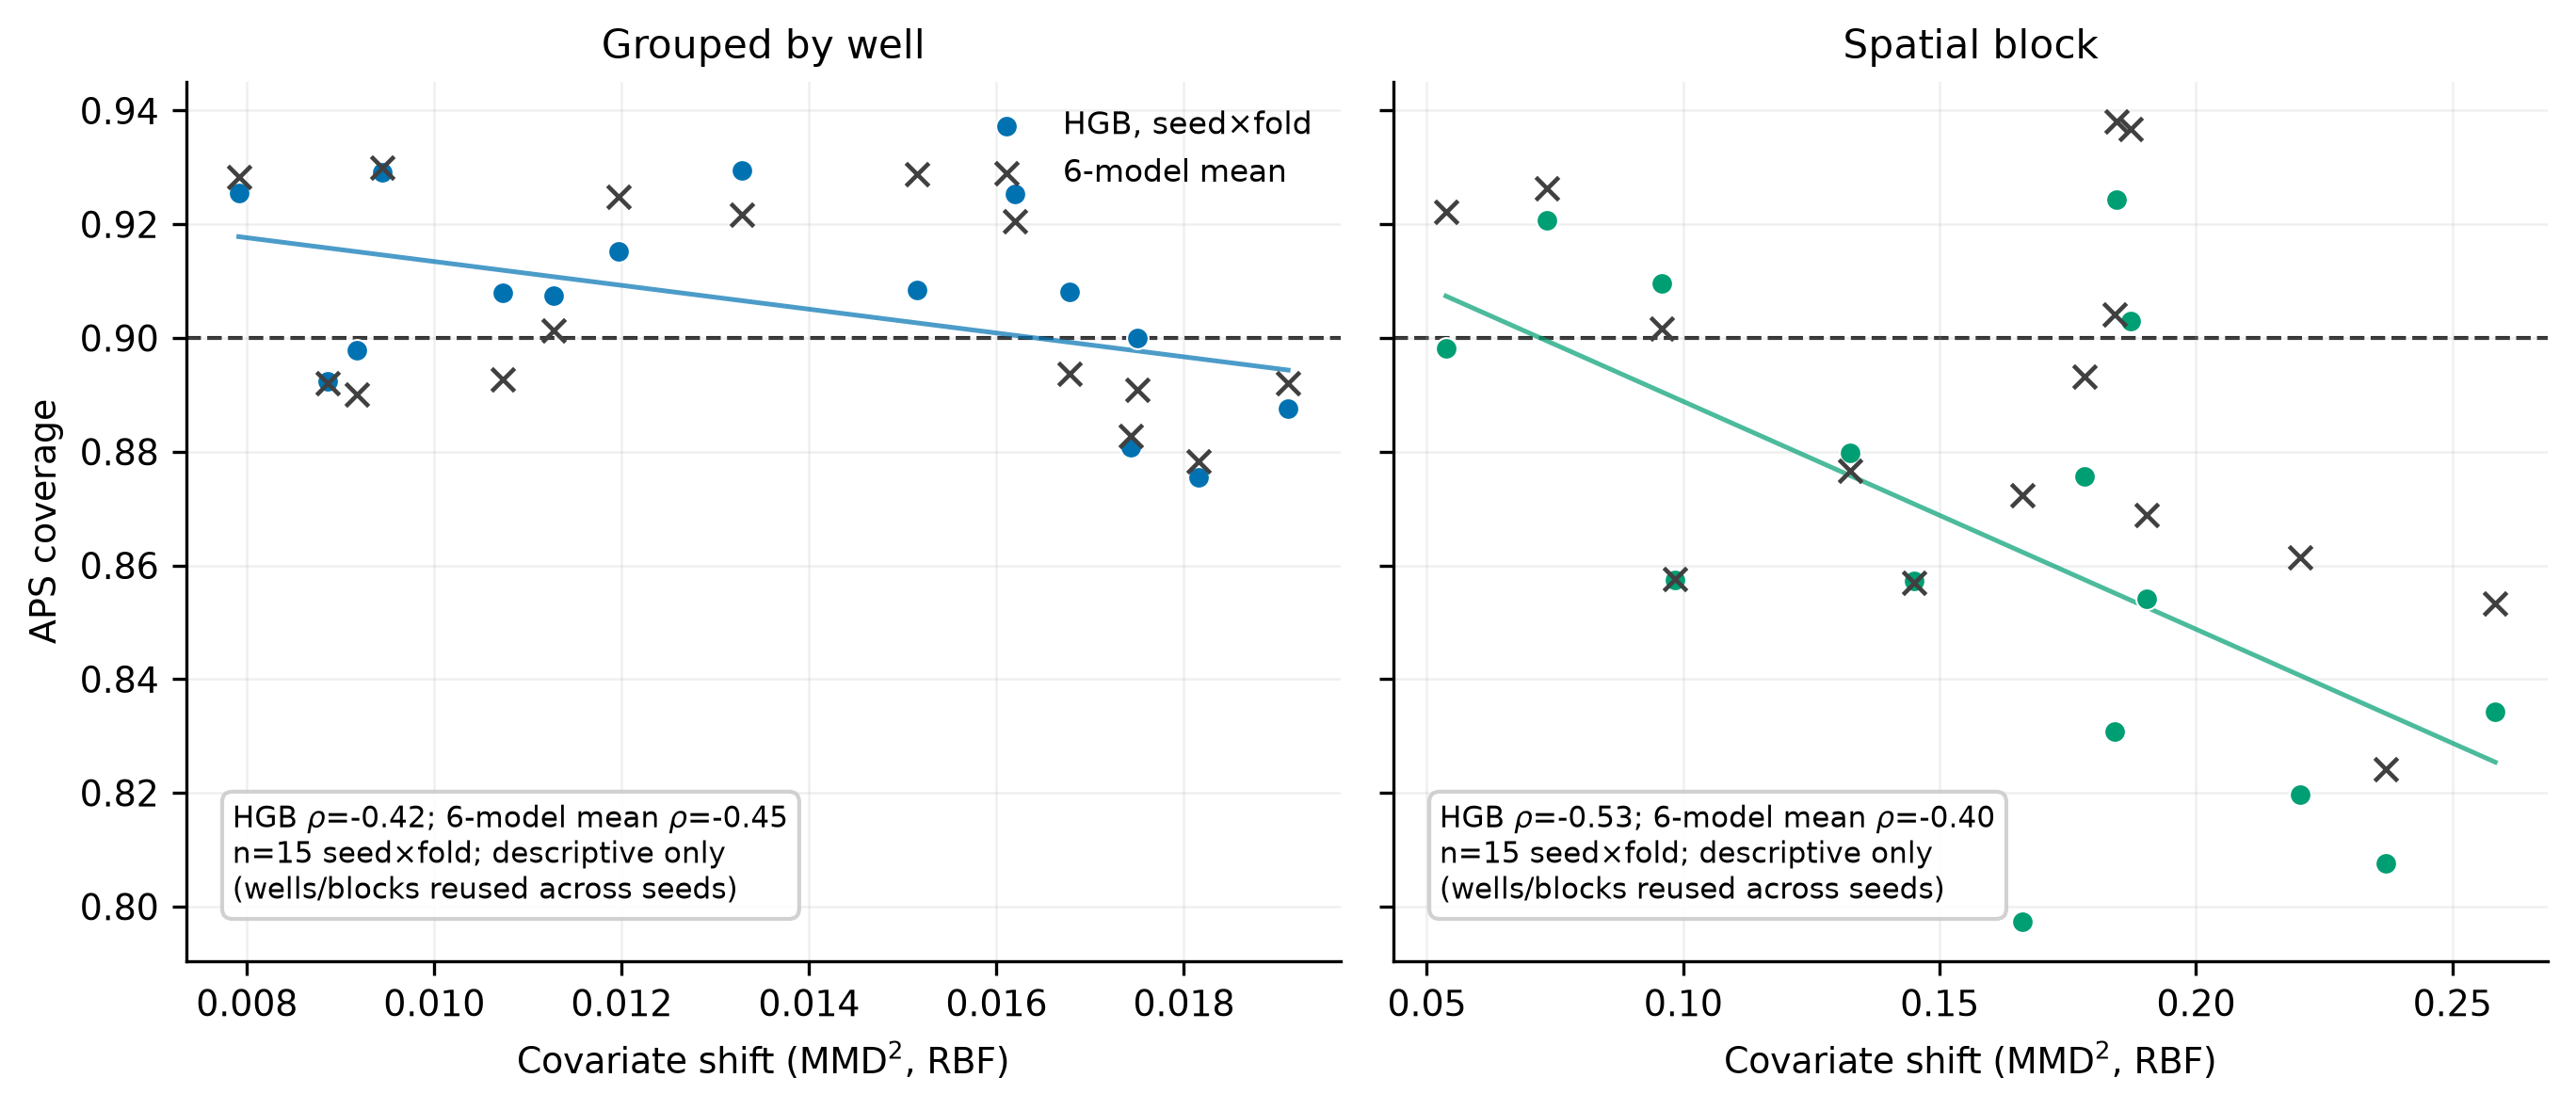 Grouped by well
Spatial block
HGB, seed×fold
6-model mean
APS coverage
0.94
0.92
0.90
0.88
0.86
0.84
0.82
0.80
HGB ρ=-0.42; 6-model mean ρ=-0.45
n=15 seed×fold; descriptive only
(wells/blocks reused across seeds)
HGB ρ=-0.53; 6-model mean ρ=-0.40
n=15 seed×fold; descriptive only
(wells/blocks reused across seeds)
0.008 0.010 0.012 0.014 0.016 0.018
0.05 0.10 0.15 0.20 0.25
Covariate shift (MMD², RBF)
Covariate shift (MMD², RBF)